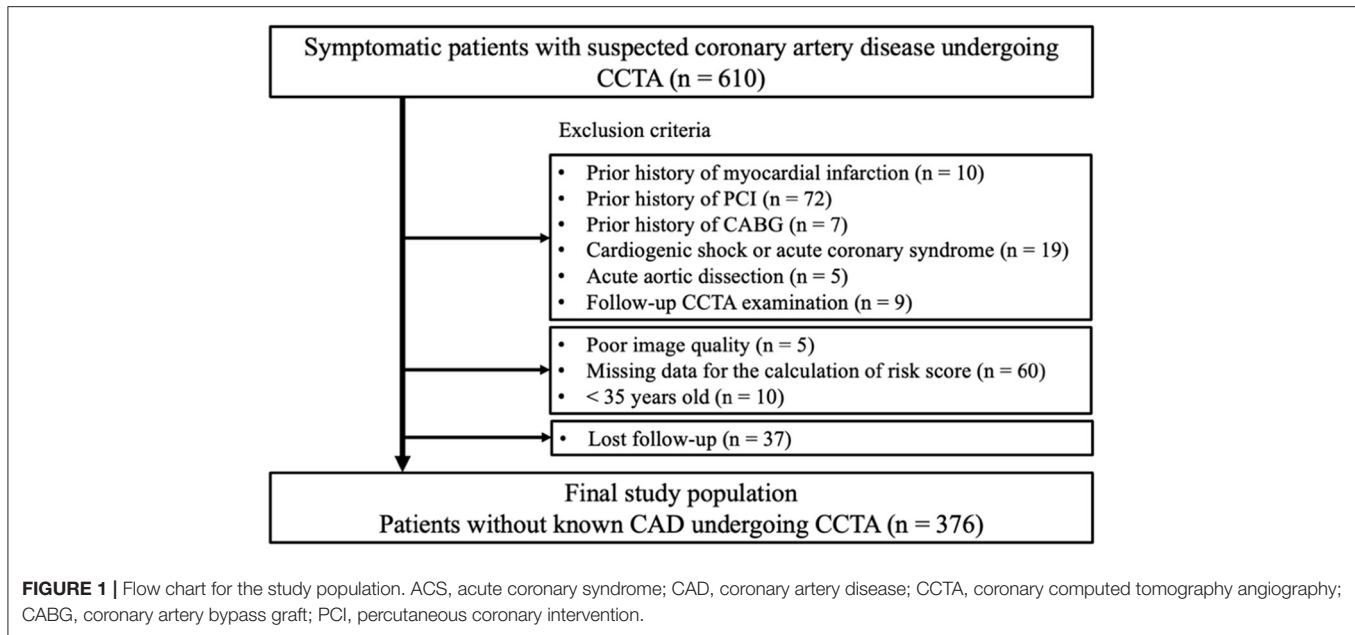 Symptomatic patients with suspected coronary artery disease undergoing
CCTA (n = 610)
Exclusion criteria
• Prior history of myocardial infarction (n = 10)
• Prior history of PCI (n = 72)
• Prior history of CABG (n = 7)
• Cardiogenic shock or acute coronary syndrome (n = 19)
• Acute aortic dissection (n = 5)
• Follow-up CCTA examination (n = 9)
• Poor image quality (n = 5)
• Missing data for the calculation of risk score (n = 60)
• < 35 years old (n = 10)
• Lost follow-up (n = 37)
Final study population
Patients without known CAD undergoing CCTA (n = 376)
FIGURE 1 | Flow chart for the study population. ACS, acute coronary syndrome; CAD, coronary artery disease; CCTA, coronary computed tomography angiography;
CABG, coronary artery bypass graft; PCI, percutaneous coronary intervention.